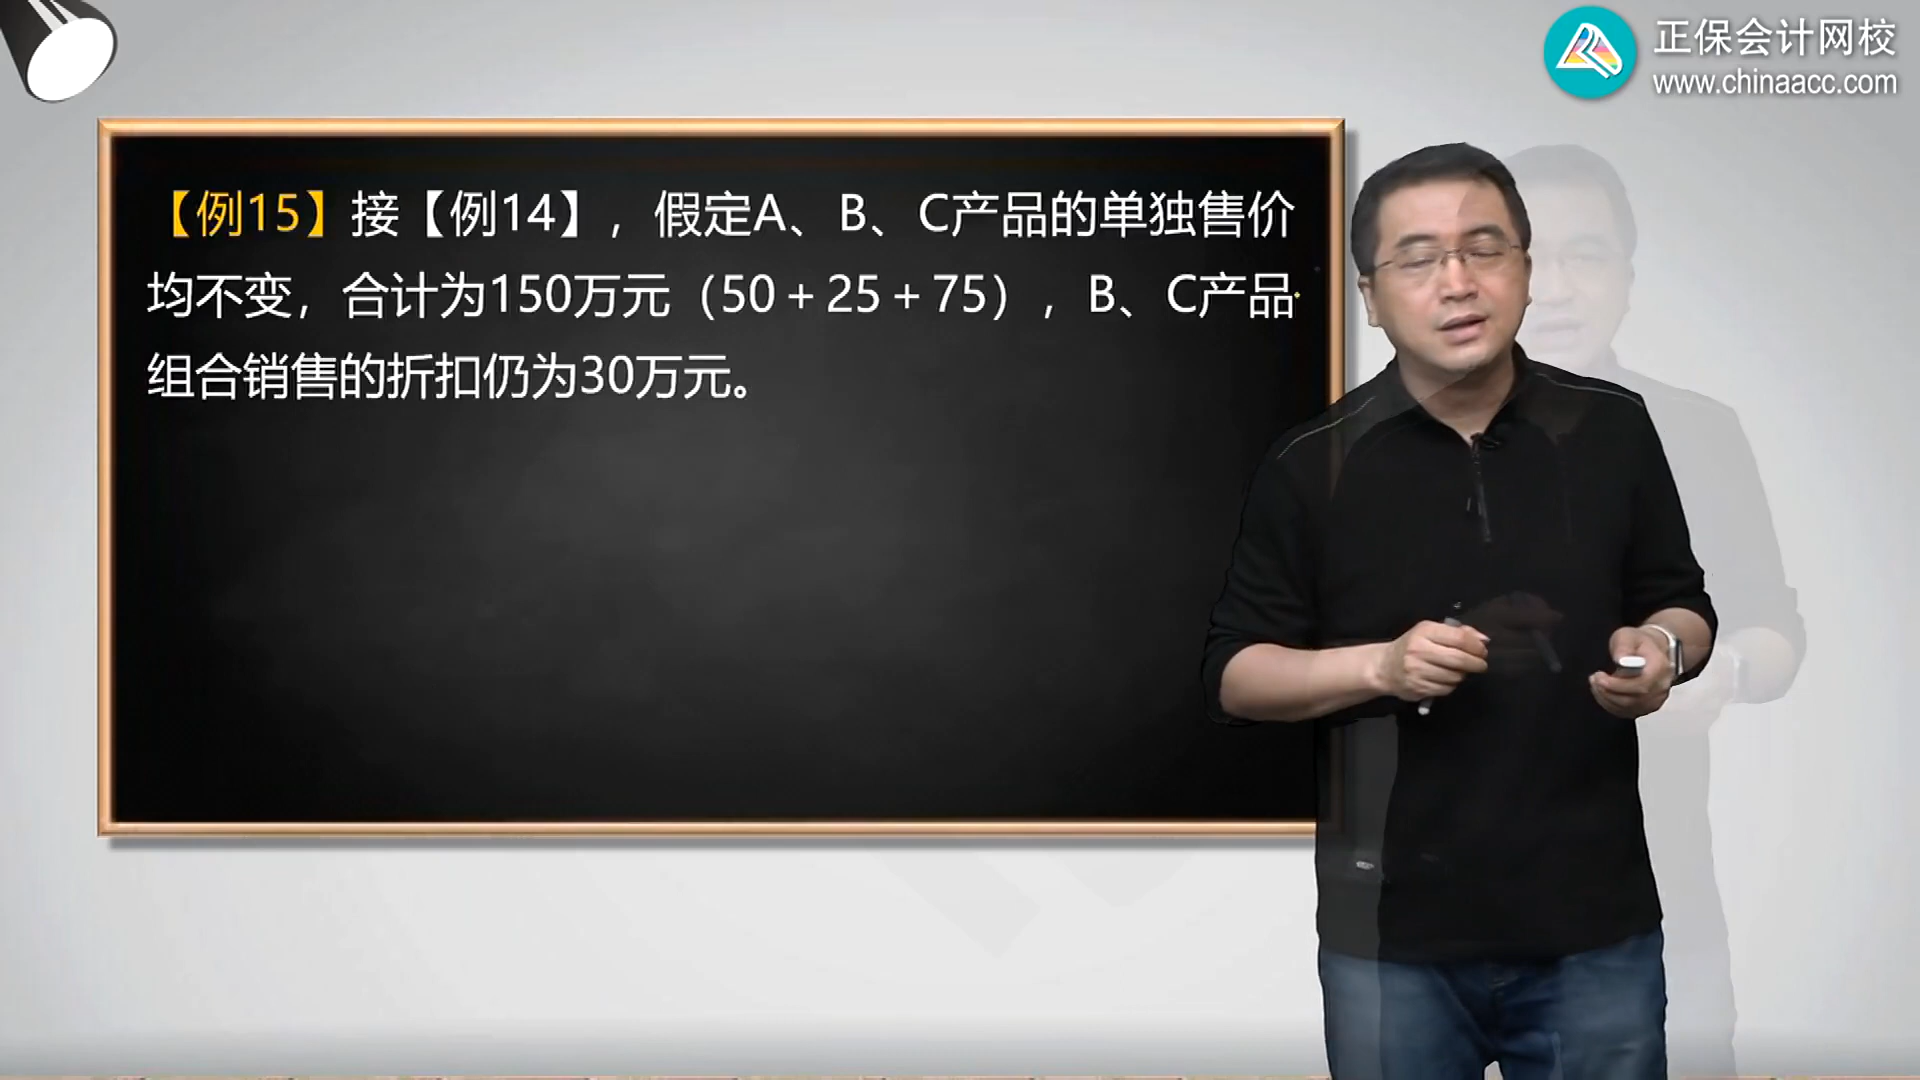 正保会计网校
www.chinaacc.com
【例15】接【例14】，假定A、B、C产品的单独售价
均不变，合计为150万元（50＋25＋75），B、C产品
组合销售的折扣仍为30万元。